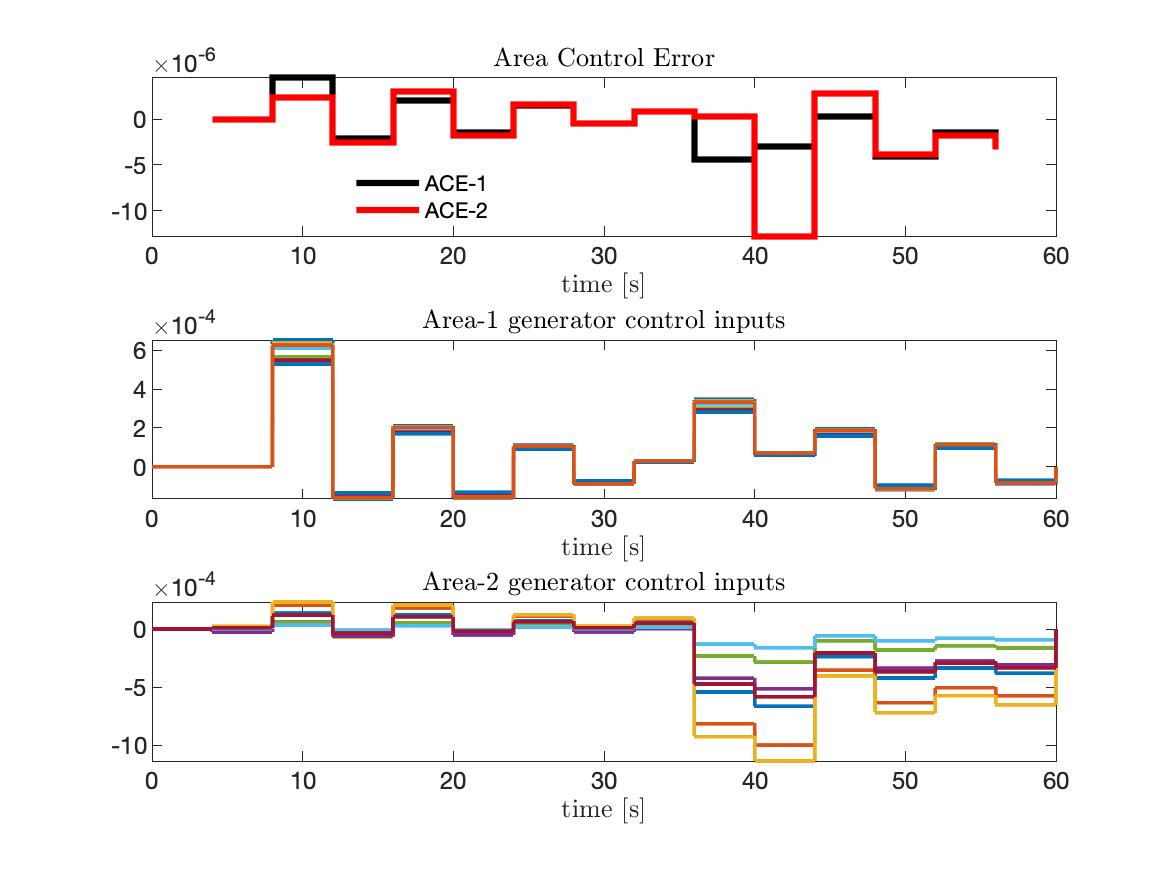 Area Control Error
×10-6
0
-5
-10
ACE-1
ACE-2
0 10 20 30 40 50 60
time [s]
Area-1 generator control inputs
×10-4
6
4
2
0
0 10 20 30 40 50 60
time [s]
Area-2 generator control inputs
×10-4
0
-5
-10
0 10 20 30 40 50 60
time [s]